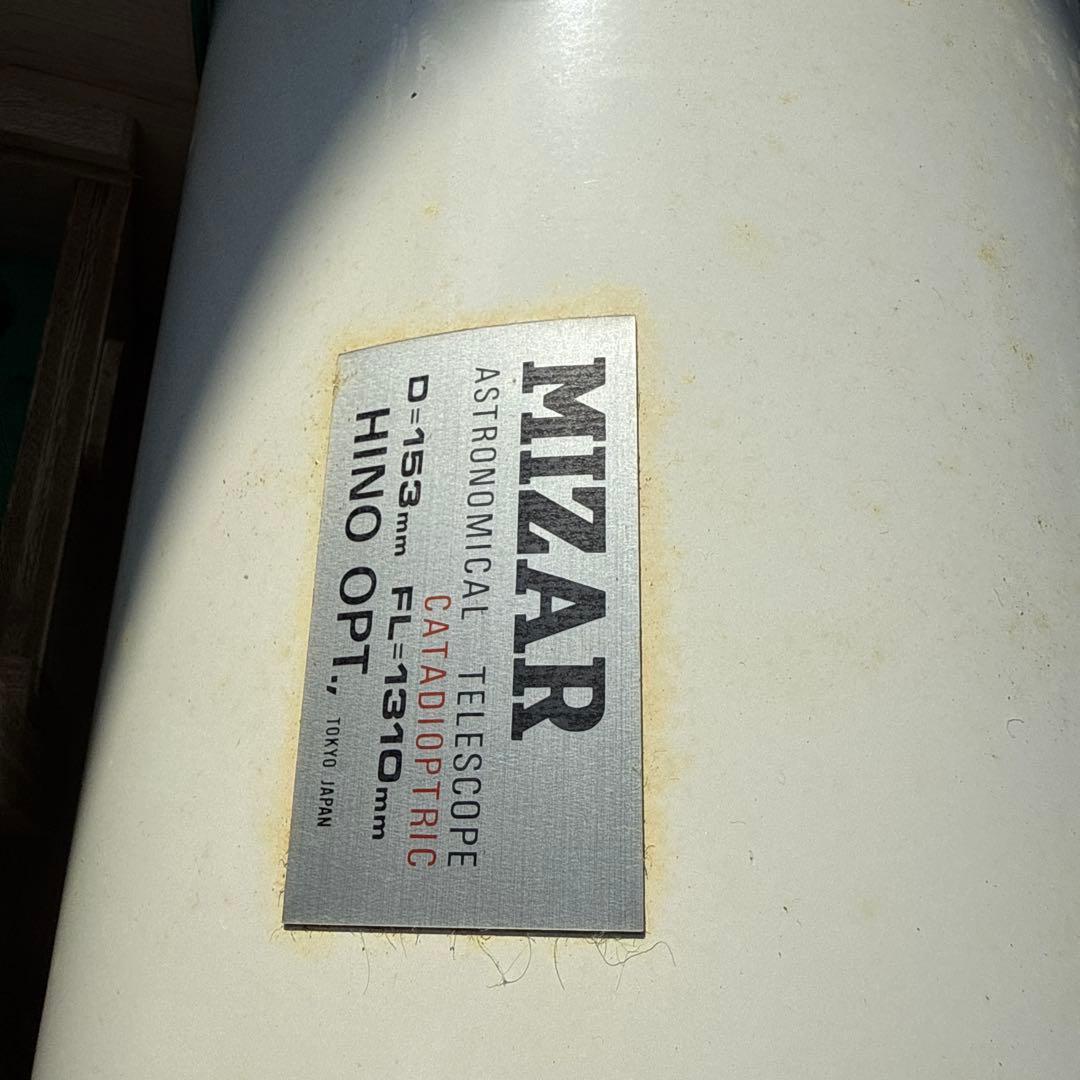 MIZAR
ASTRONOMICAL TELESCOPE
CATADIOPTRIC
D=153mm FL=1310mm
HINO OPT., TOKYO JAPAN